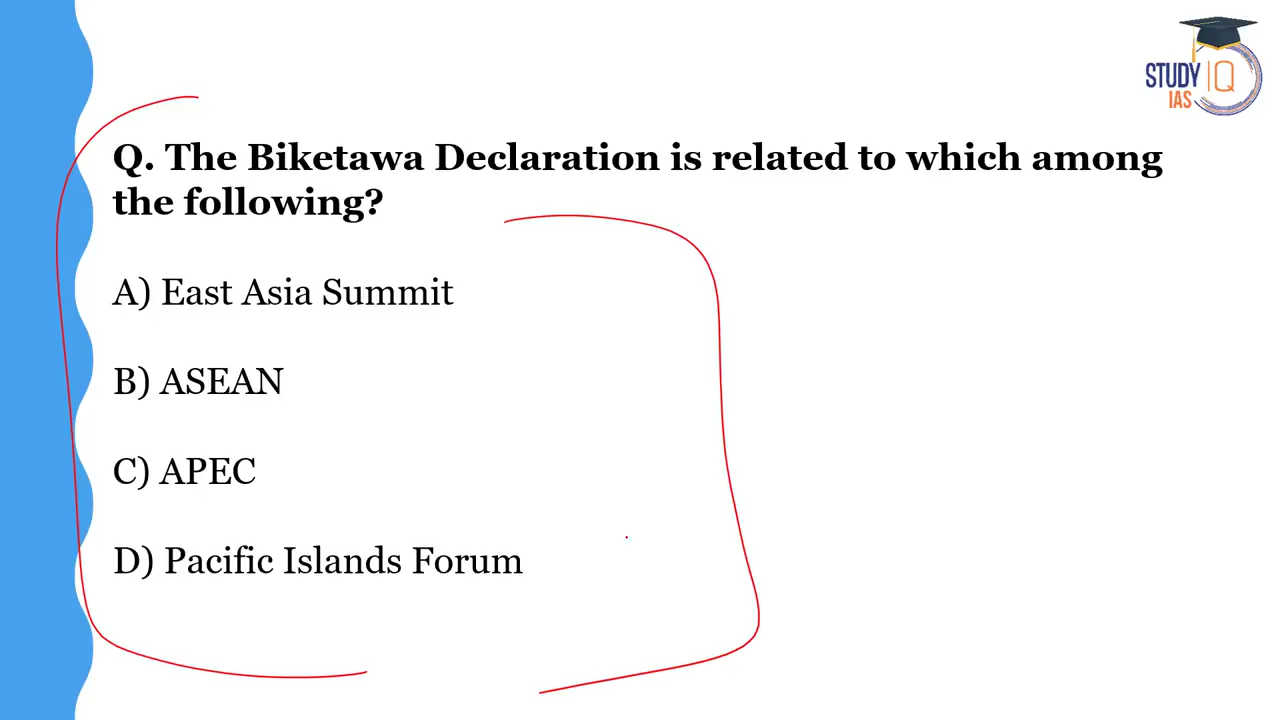 STUDY IQ
IAS
Q. The Biketawa Declaration is related to which among
the following?
A) East Asia Summit
B) ASEAN
C) APEC
D) Pacific Islands Forum